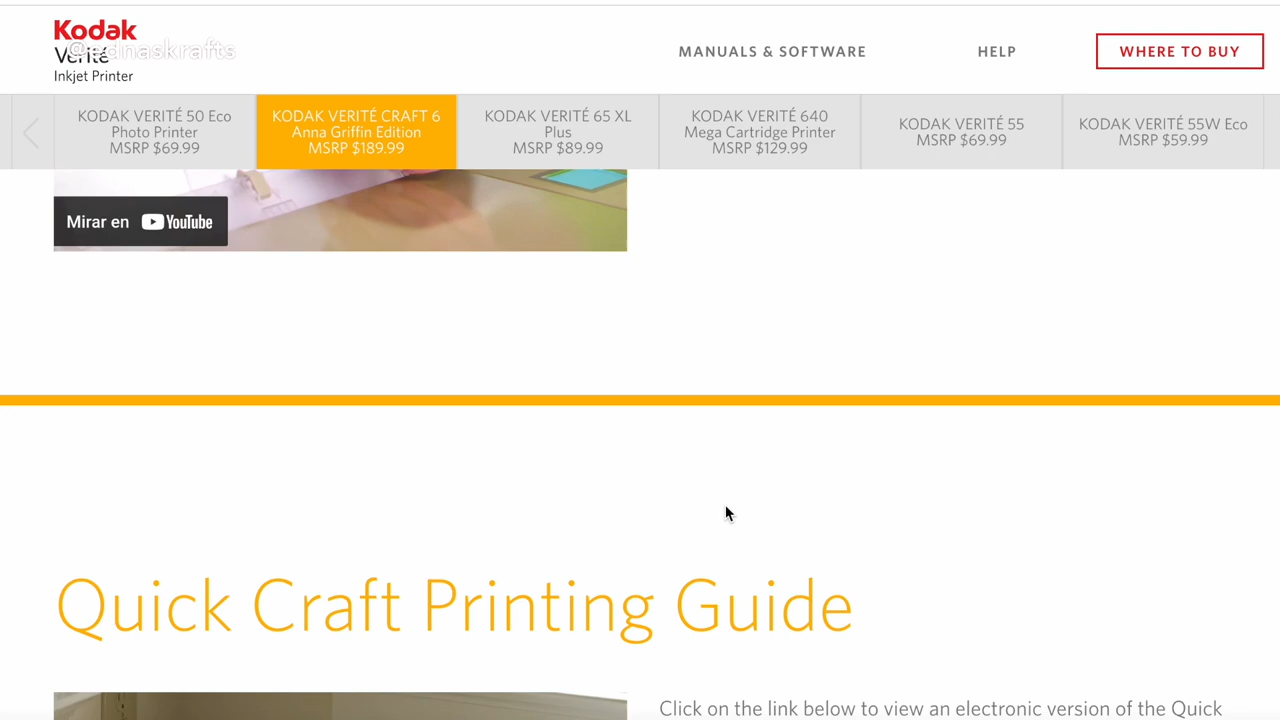 Kodak
Verité
@ednaskrafts
Inkjet Printer
MANUALS & SOFTWARE
HELP
WHERE TO BUY
KODAK VERITÉ 50 Eco
Photo Printer
MSRP $69.99
KODAK VERITÉ CRAFT 6
Anna Griffin Edition
MSRP $189.99
KODAK VERITÉ 65 XL
Plus
MSRP $89.99
KODAK VERITÉ 640
Mega Cartridge Printer
MSRP $129.99
KODAK VERITÉ 55
MSRP $69.99
KODAK VERITÉ 55W Eco
MSRP $59.99
Mirar en YouTube
Quick Craft Printing Guide
Click on the link below to view an electronic version of the Quick